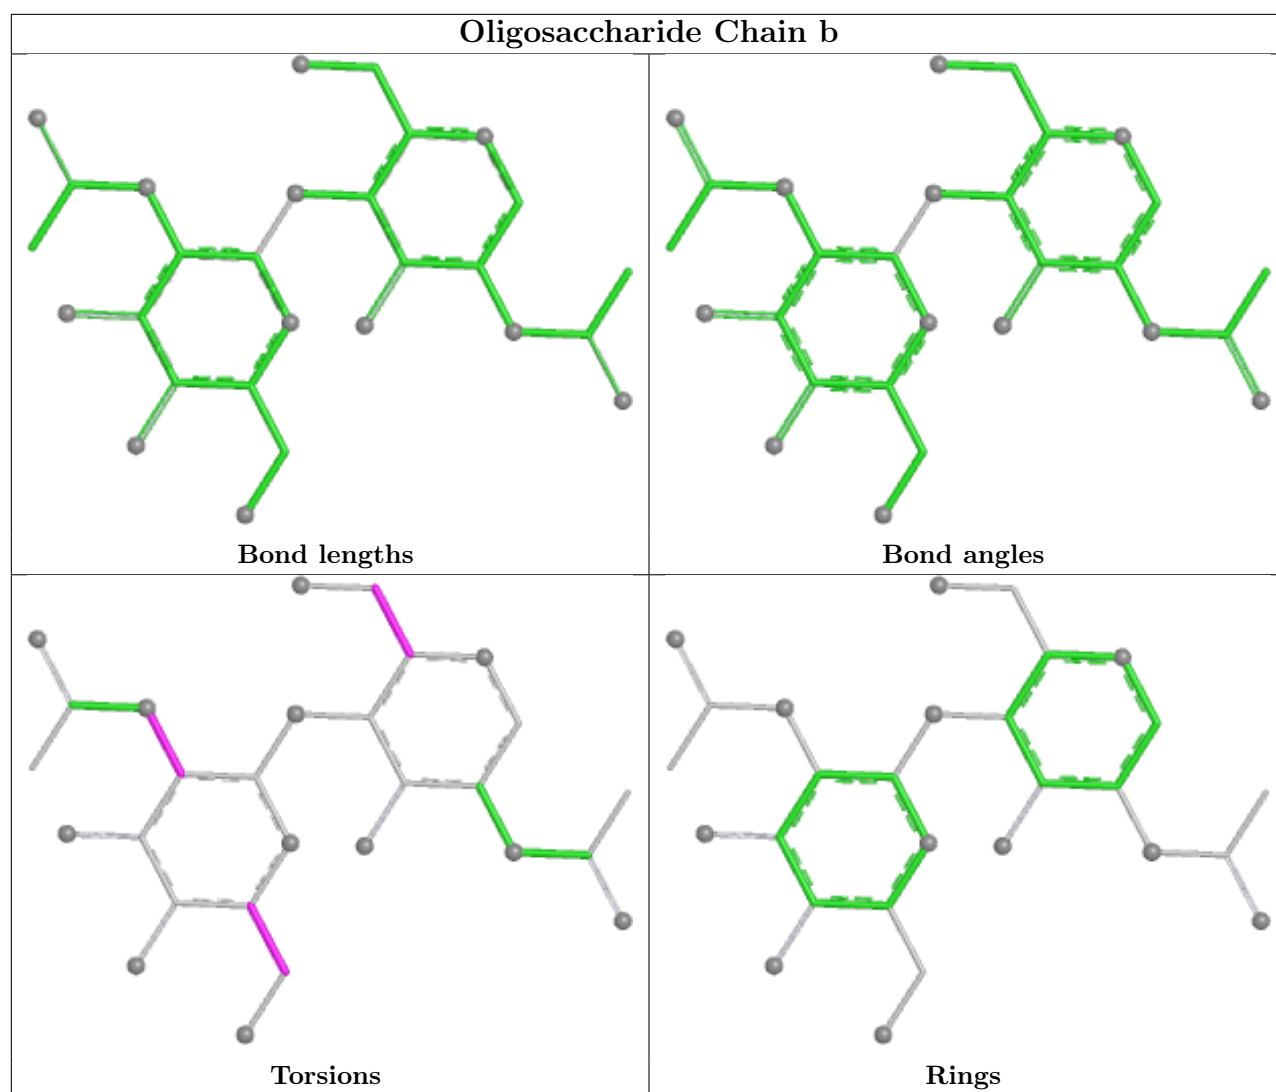 Oligosaccharide Chain b
Bond lengths
Bond angles
Torsions
Rings